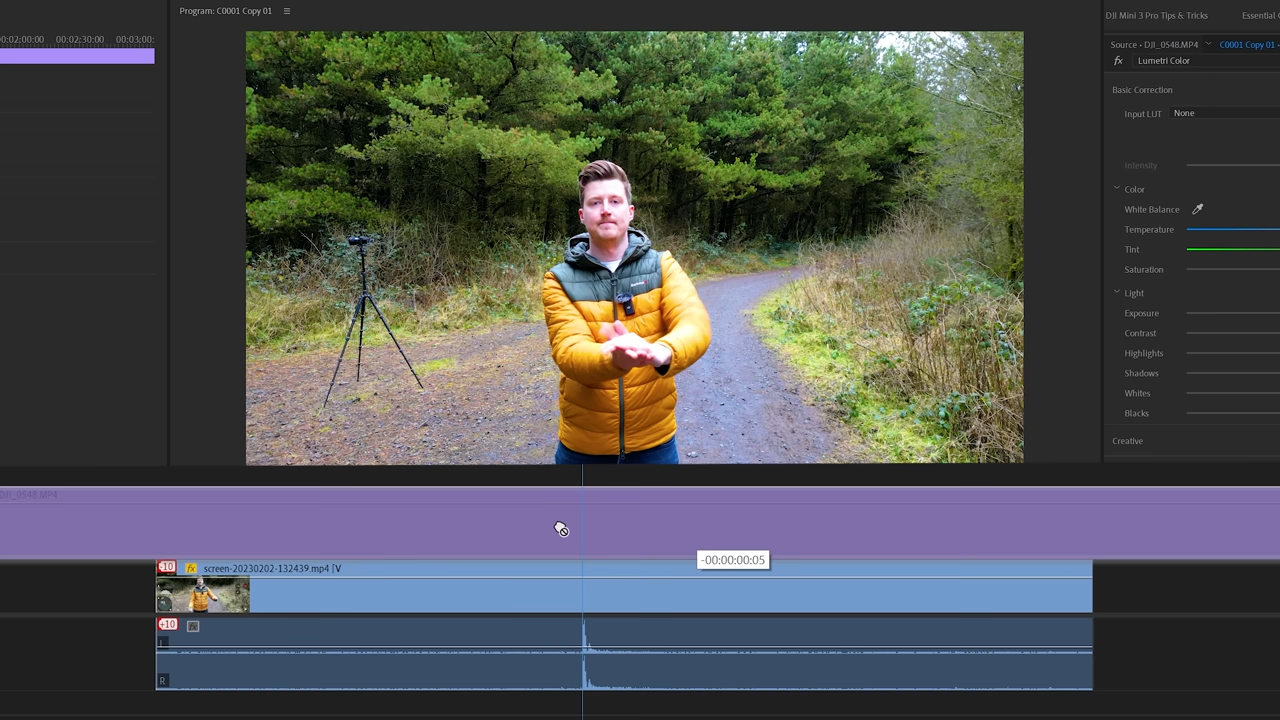 Program: C0001 Copy 01
DJI Mini 3 Pro Tips & Tricks
Essential
0:02:00:00
00:02:30:00
00:03:00:
Source - DJI_0548.MP4
C0001 Copy 01 -
fx
Lumetri Color
Basic Correction
Input LUT
None
Intensity
Color
White Balance
Temperature
Tint
Saturation
Light
Exposure
Contrast
Highlights
Shadows
Whites
Blacks
Creative
DJI_0548.MP4
-00:00:00:05
-10
fx
screen-20230202-132439.mp4 [V
+10
fx
L
R